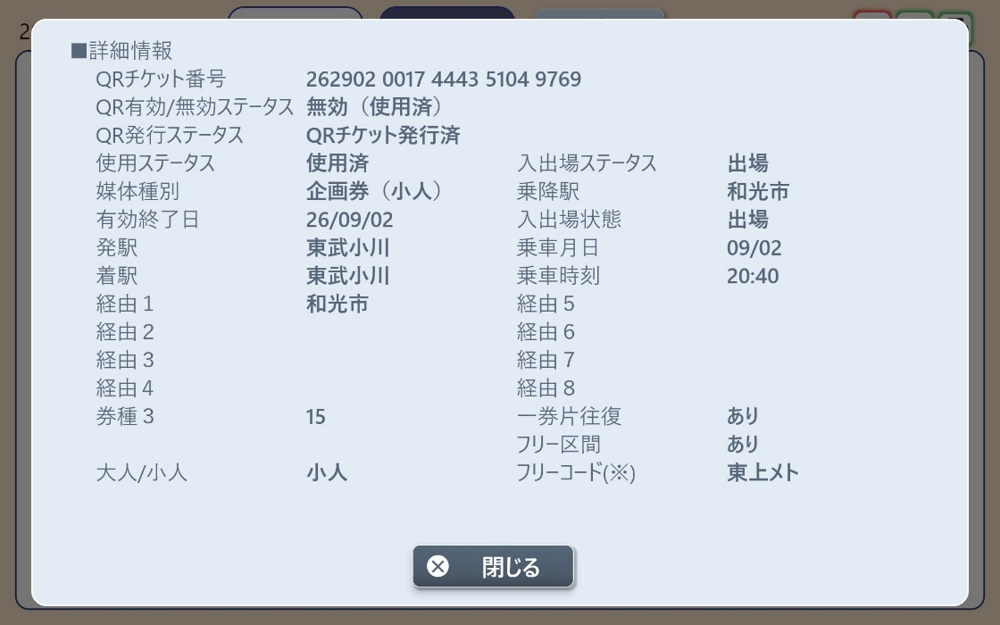 2
■詳細情報
QRチケット番号 262902 0017 4443 5104 9769
QR有効/無効ステータス 無効（使用済）
QR発行ステータス QRチケット発行済
使用ステータス 使用済 入出場ステータス 出場
媒体種別 企画券（小人） 乗降駅 和光市
有効終了日 26/09/02 入出場状態 出場
発駅 東武小川 乗車月日 09/02
着駅 東武小川 乗車時刻 20:40
経由１ 和光市 経由５
経由２ 経由６
経由３ 経由７
経由４ 経由８
券種３ 15 一券片往復 あり
フリー区間 あり
大人/小人 小人 フリーコード(※) 東上メト
閉じる